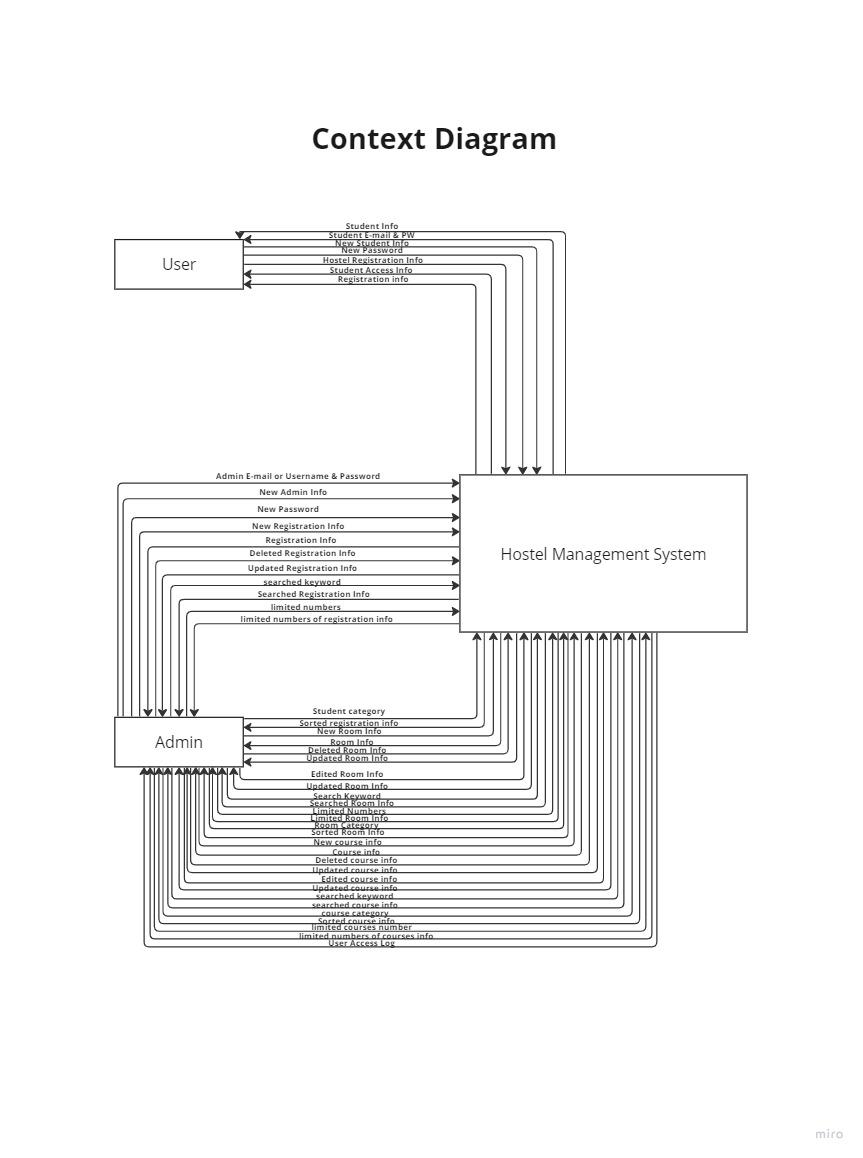 Context Diagram
Student Info
Student E-mail & PW
New Student Info
New Password
Hostel Registration Info
Student Access Info
Registration info
User
Admin E-mail or Username & Password
New Admin Info
New Password
New Registration Info
Registration Info
Deleted Registration Info
Updated Registration Info
searched keyword
Searched Registration Info
limited numbers
limited numbers of registration info
Hostel Management System
Student category
Sorted registration info
New Room Info
Room Info
Deleted Room Info
Updated Room Info
Admin
Edited Room Info
Updated Room Info
Search Keyword
Searched Room Info
Limited Numbers
Limited Room Info
Room Category
Sorted Room Info
New course info
Course info
Deleted course info
Updated course info
Edited course info
Updated course info
searched keyword
searched course info
course category
Sorted course info
limited courses number
limited numbers of courses info
User Access Log
miro